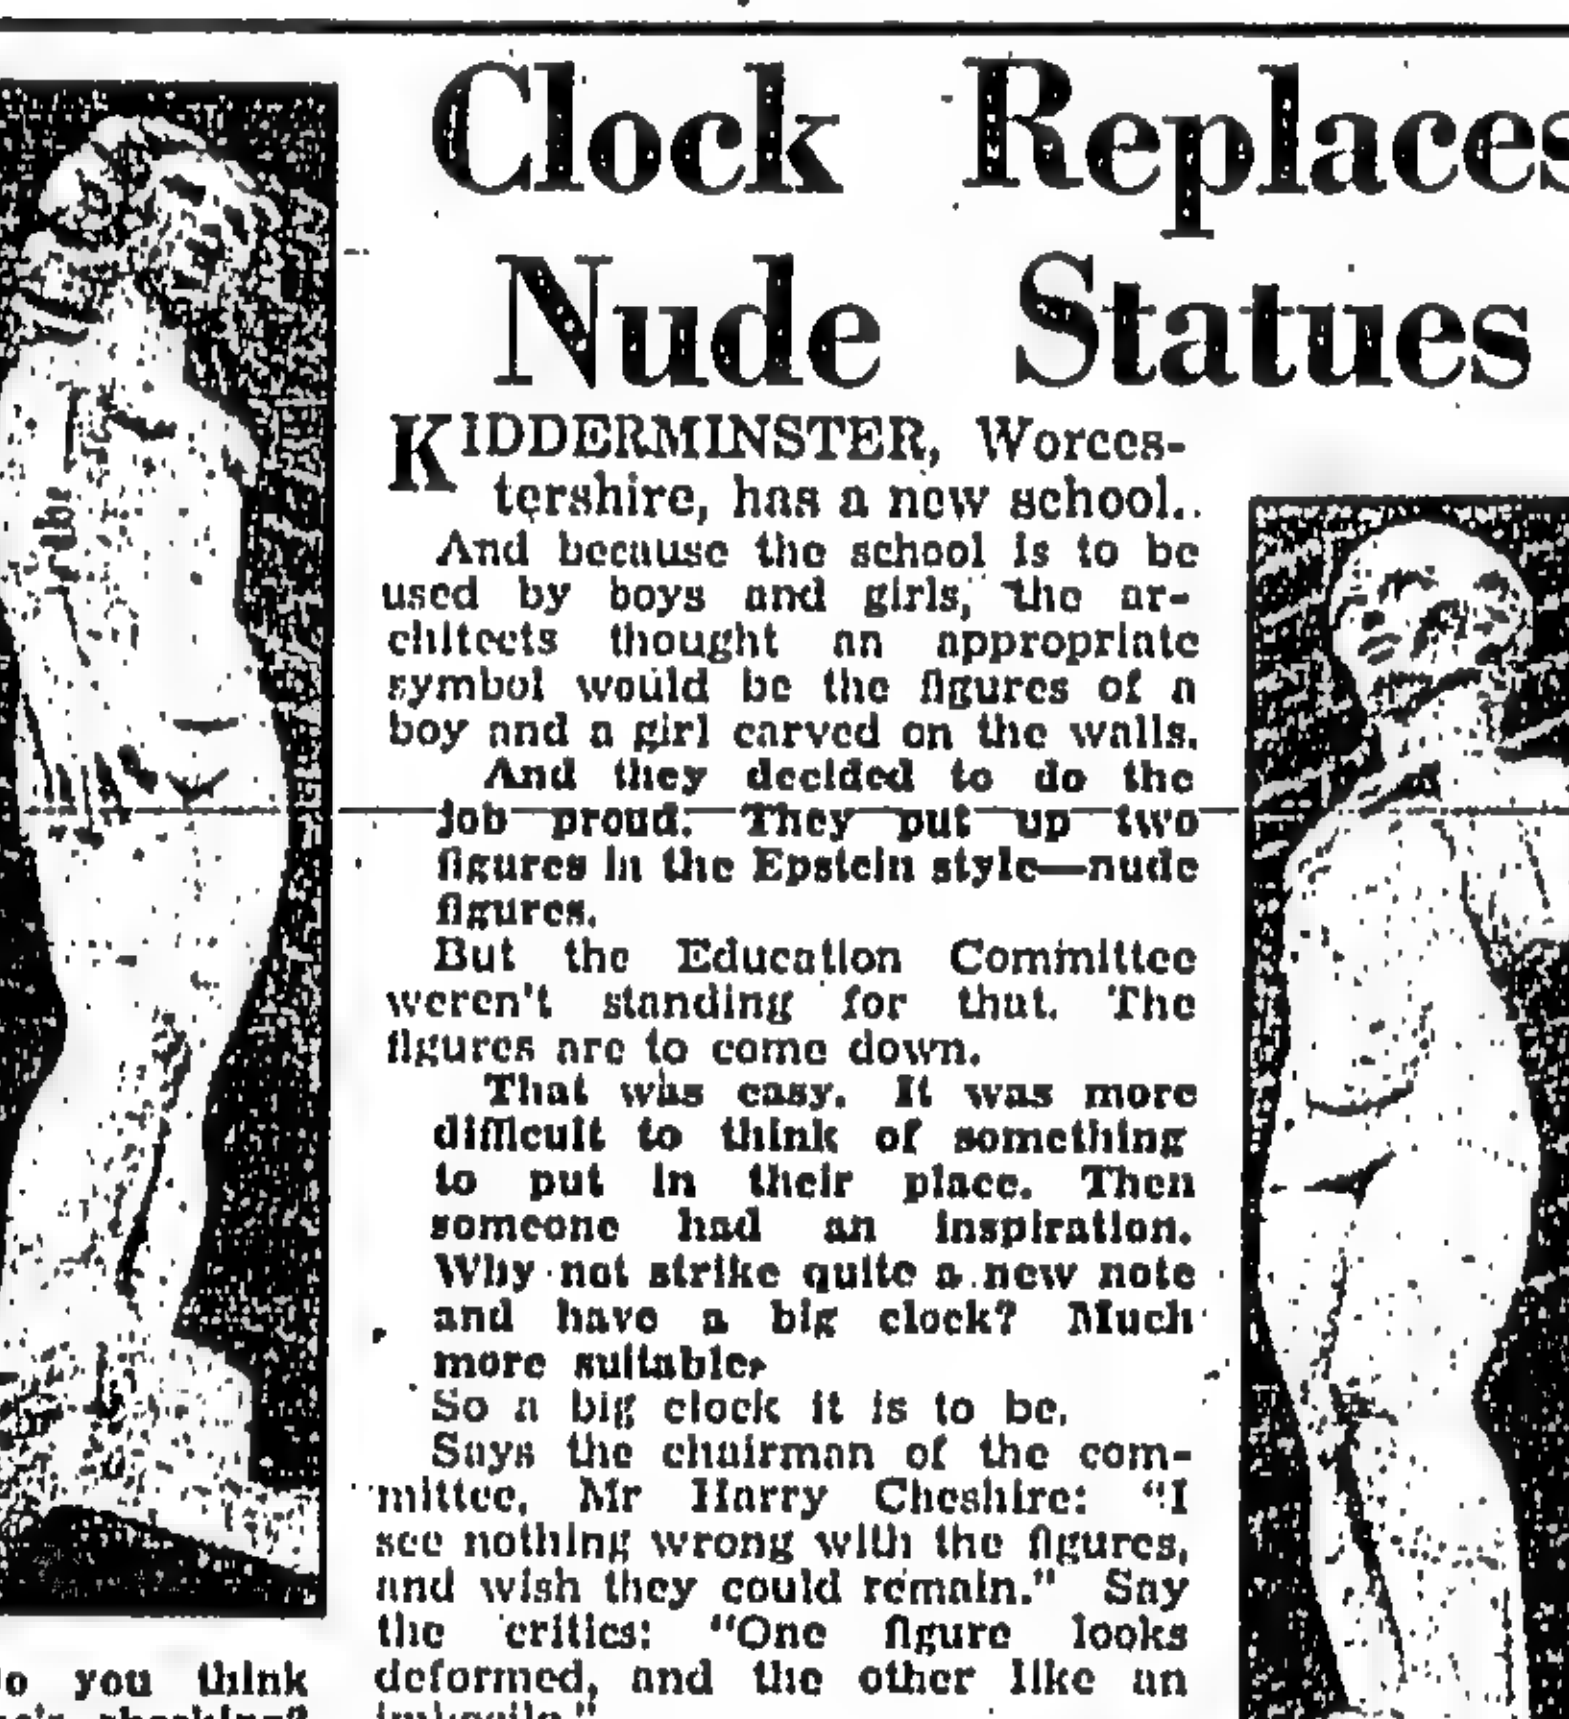 Clock Replaces
Nude Statues
KIDDERMINSTER, Worces-
tershire, has a new school.
And because the school is to be
used by boys and girls, the ar-
chitects thought an appropriate
symbol would be the figures of a
boy and a girl carved on the walls.
And they decided to do the
job proud. They put up two
figures in the Epstein style—nude
figures.
But the Education Committee
weren't standing for that. The
figures are to come down.
That was easy. It was more
difficult to think of something
to put in their place. Then
someone had an inspiration.
Why not strike quite a new note
and have a big clock? Much
more suitable.
So a big clock it is to be.
Says the chairman of the com-
mittee, Mr Harry Cheshire: "I
see nothing wrong with the figures,
and wish they could remain." Say
the critics: "One figure looks
deformed, and the other like an
you think